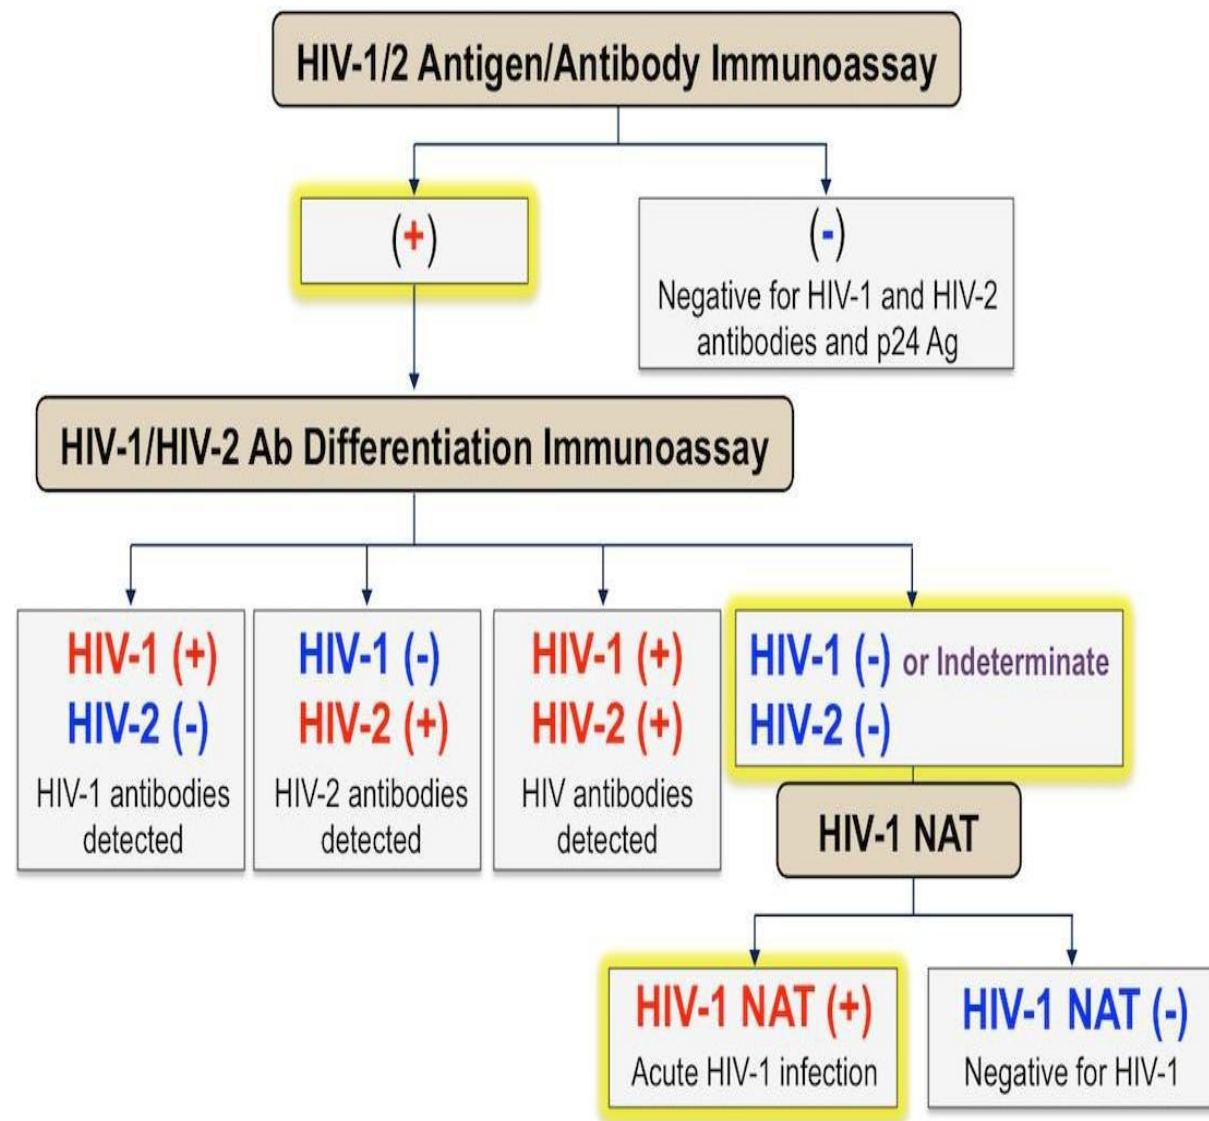 HIV-1/2 Antigen/Antibody Immunoassay
(+)
(-)
Negative for HIV-1 and HIV-2
antibodies and p24 Ag
HIV-1/HIV-2 Ab Differentiation Immunoassay
HIV-1 (+)
HIV-2 (-)
HIV-1 antibodies
detected
HIV-1 (-)
HIV-2 (+)
HIV-2 antibodies
detected
HIV-1 (+)
HIV-2 (+)
HIV antibodies
detected
HIV-1 (-) or Indeterminate
HIV-2 (-)
HIV-1 NAT
HIV-1 NAT (+)
Acute HIV-1 infection
HIV-1 NAT (-)
Negative for HIV-1